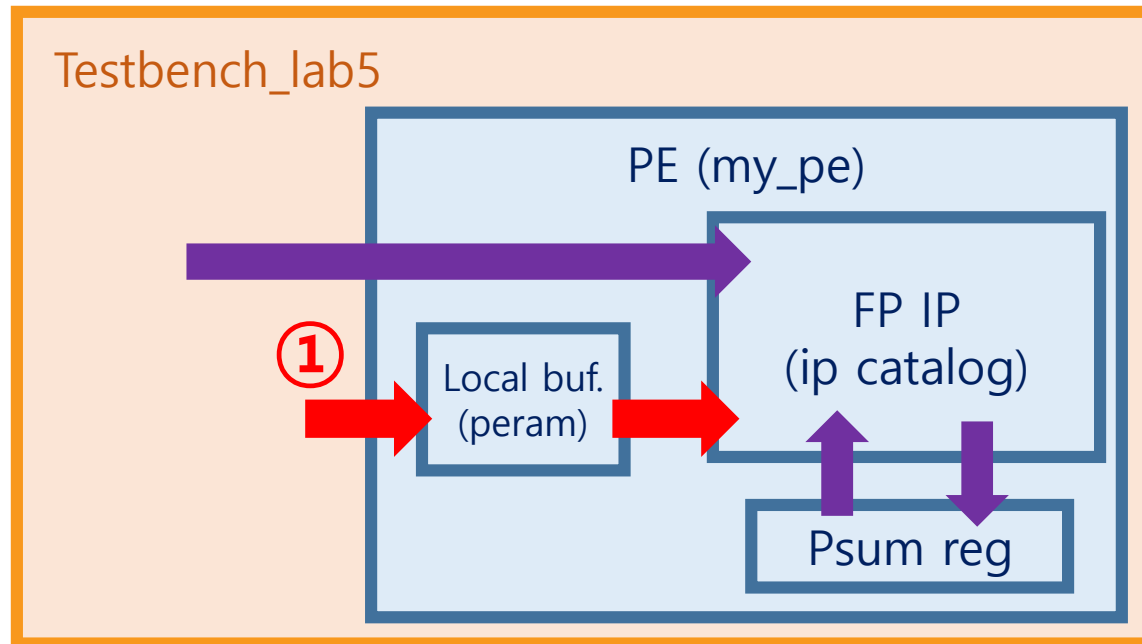 Testbench_lab5
PE (my_pe)
FP IP
(ip catalog)
①
Local buf.
(peram)
Psum reg